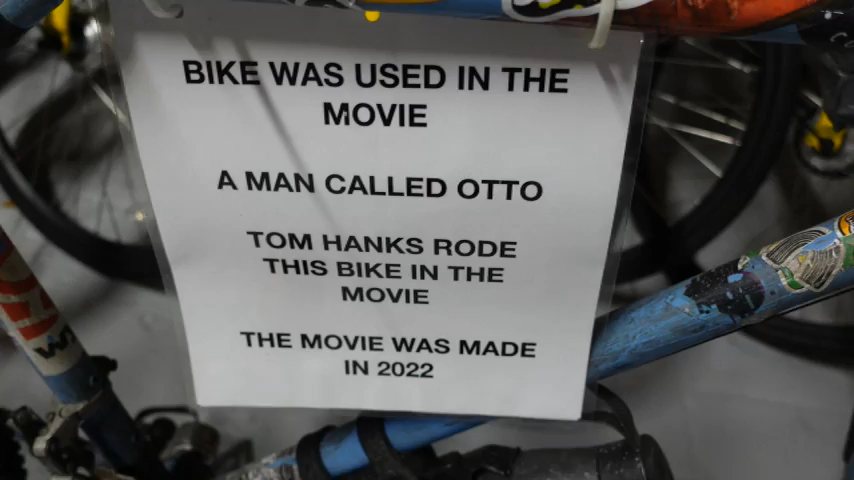 BIKE WAS USED IN THE
MOVIE
A MAN CALLED OTTO
TOM HANKS RODE
THIS BIKE IN THE
MOVIE
THE MOVIE WAS MADE
IN 2022